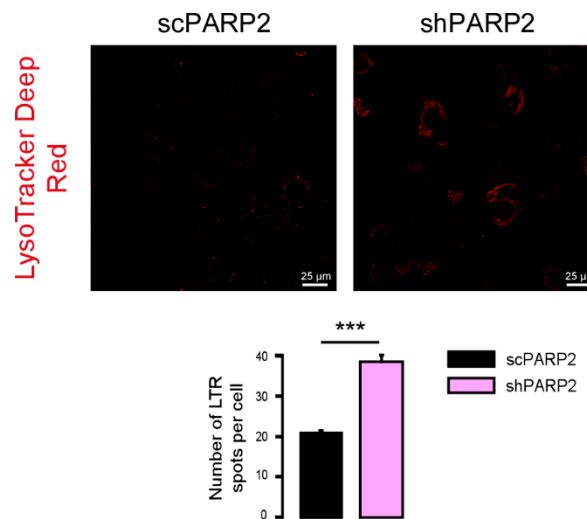 scPARP2
shPARP2
LysoTracker Deep
Red
25 µm
25 µm
***
40
30
20
10
0
Number of LTR
spots per cell
scPARP2
shPARP2